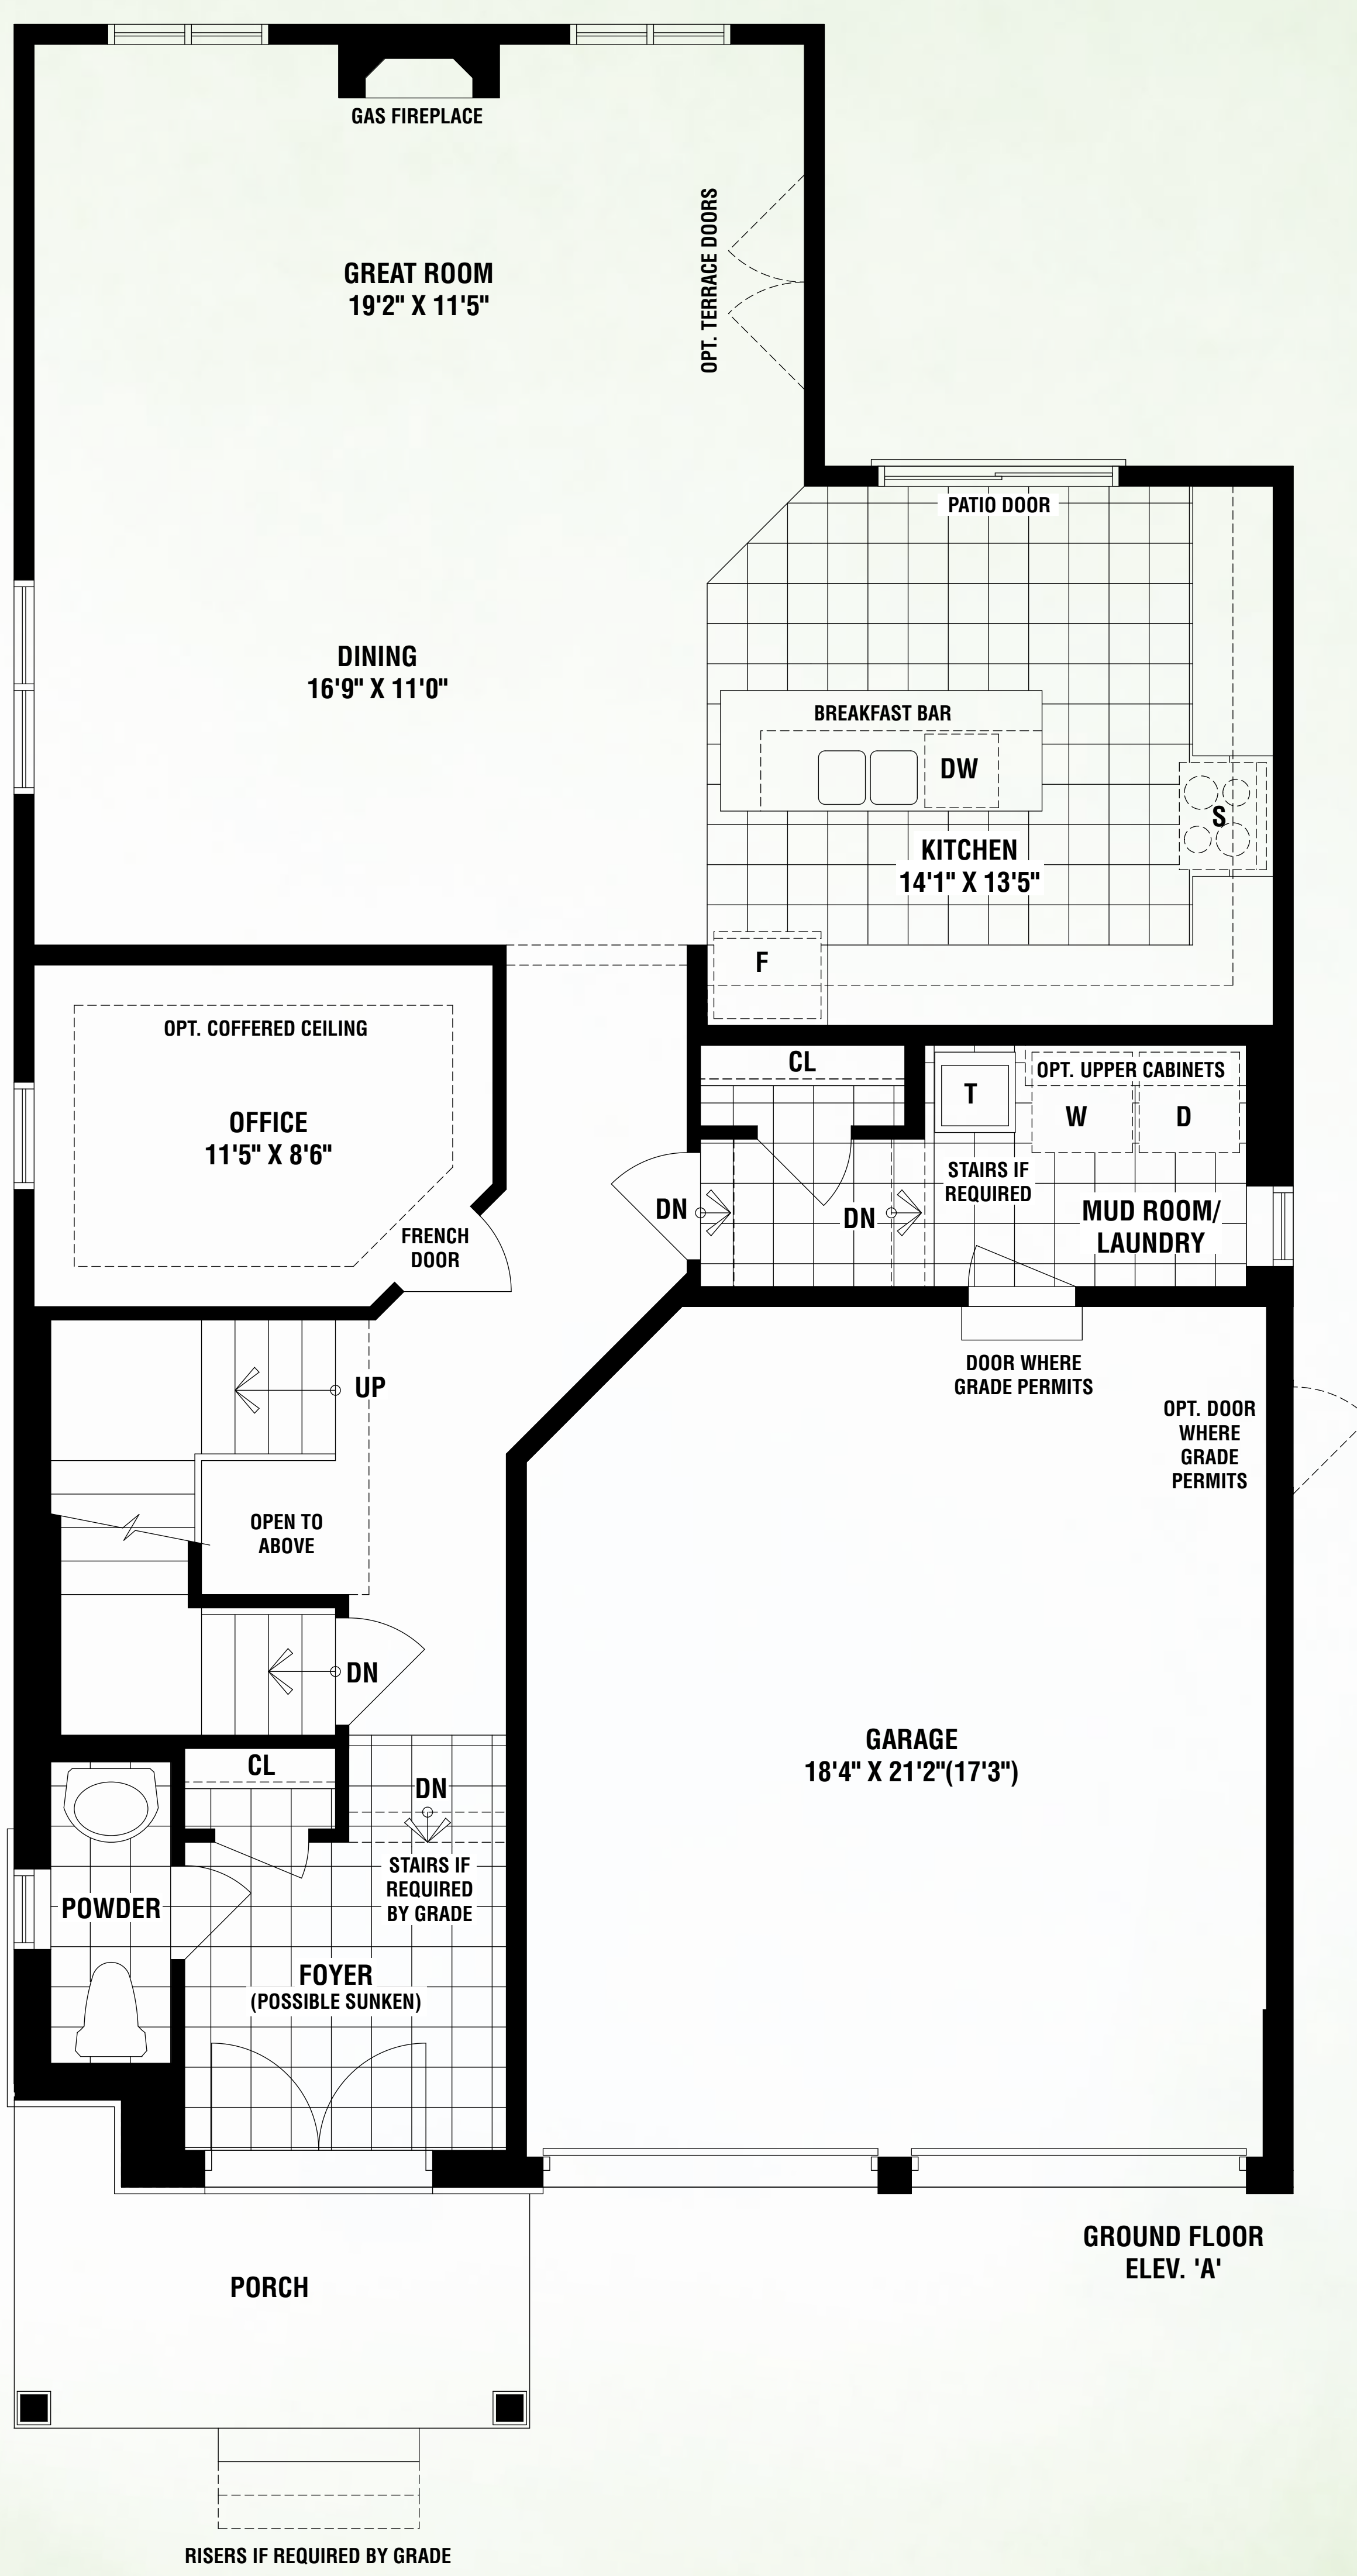 GAS FIREPLACE
GREAT ROOM
19'2" X 11'5"
OPT. TERRACE DOORS
PATIO DOOR
DINING
16'9" X 11'0"
BREAKFAST BAR
DW
S
KITCHEN
14'1" X 13'5"
F
OPT. COFFERED CEILING
OFFICE
11'5" X 8'6"
FRENCH
DOOR
CL
T
OPT. UPPER CABINETS
W
D
STAIRS IF
REQUIRED
DN
DN
MUD ROOM/
LAUNDRY
DOOR WHERE
GRADE PERMITS
OPT. DOOR
WHERE
GRADE
PERMITS
UP
OPEN TO
ABOVE
DN
CL
DN
STAIRS IF
REQUIRED
BY GRADE
POWDER
FOYER
(POSSIBLE SUNKEN)
GARAGE
18'4" X 21'2"(17'3")
GROUND FLOOR
ELEV. 'A'
PORCH
RISERS IF REQUIRED BY GRADE